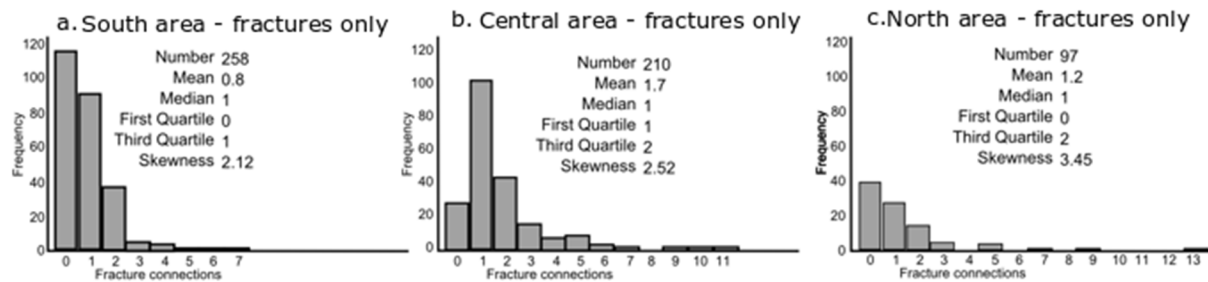 a. South area - fractures only
120
100
80
60
40
20
0
Frequency
Number 258
Mean 0.8
Median 1
First Quartile 0
Third Quartile 1
Skewness 2.12
0 1 2 3 4 5 6 7
Fracture connections
b. Central area - fractures only
120
100
80
60
40
20
0
Frequency
Number 210
Mean 1.7
Median 1
First Quartile 1
Third Quartile 2
Skewness 2.52
0 1 2 3 4 5 6 7 8 9 10 11
Fracture connections
c.North area - fractures only
120
100
80
60
40
20
0
Frequency
Number 97
Mean 1.2
Median 1
First Quartile 0
Third Quartile 2
Skewness 3.45
0 1 2 3 4 5 6 7 8 9 10 11 12 13
Fracture connections